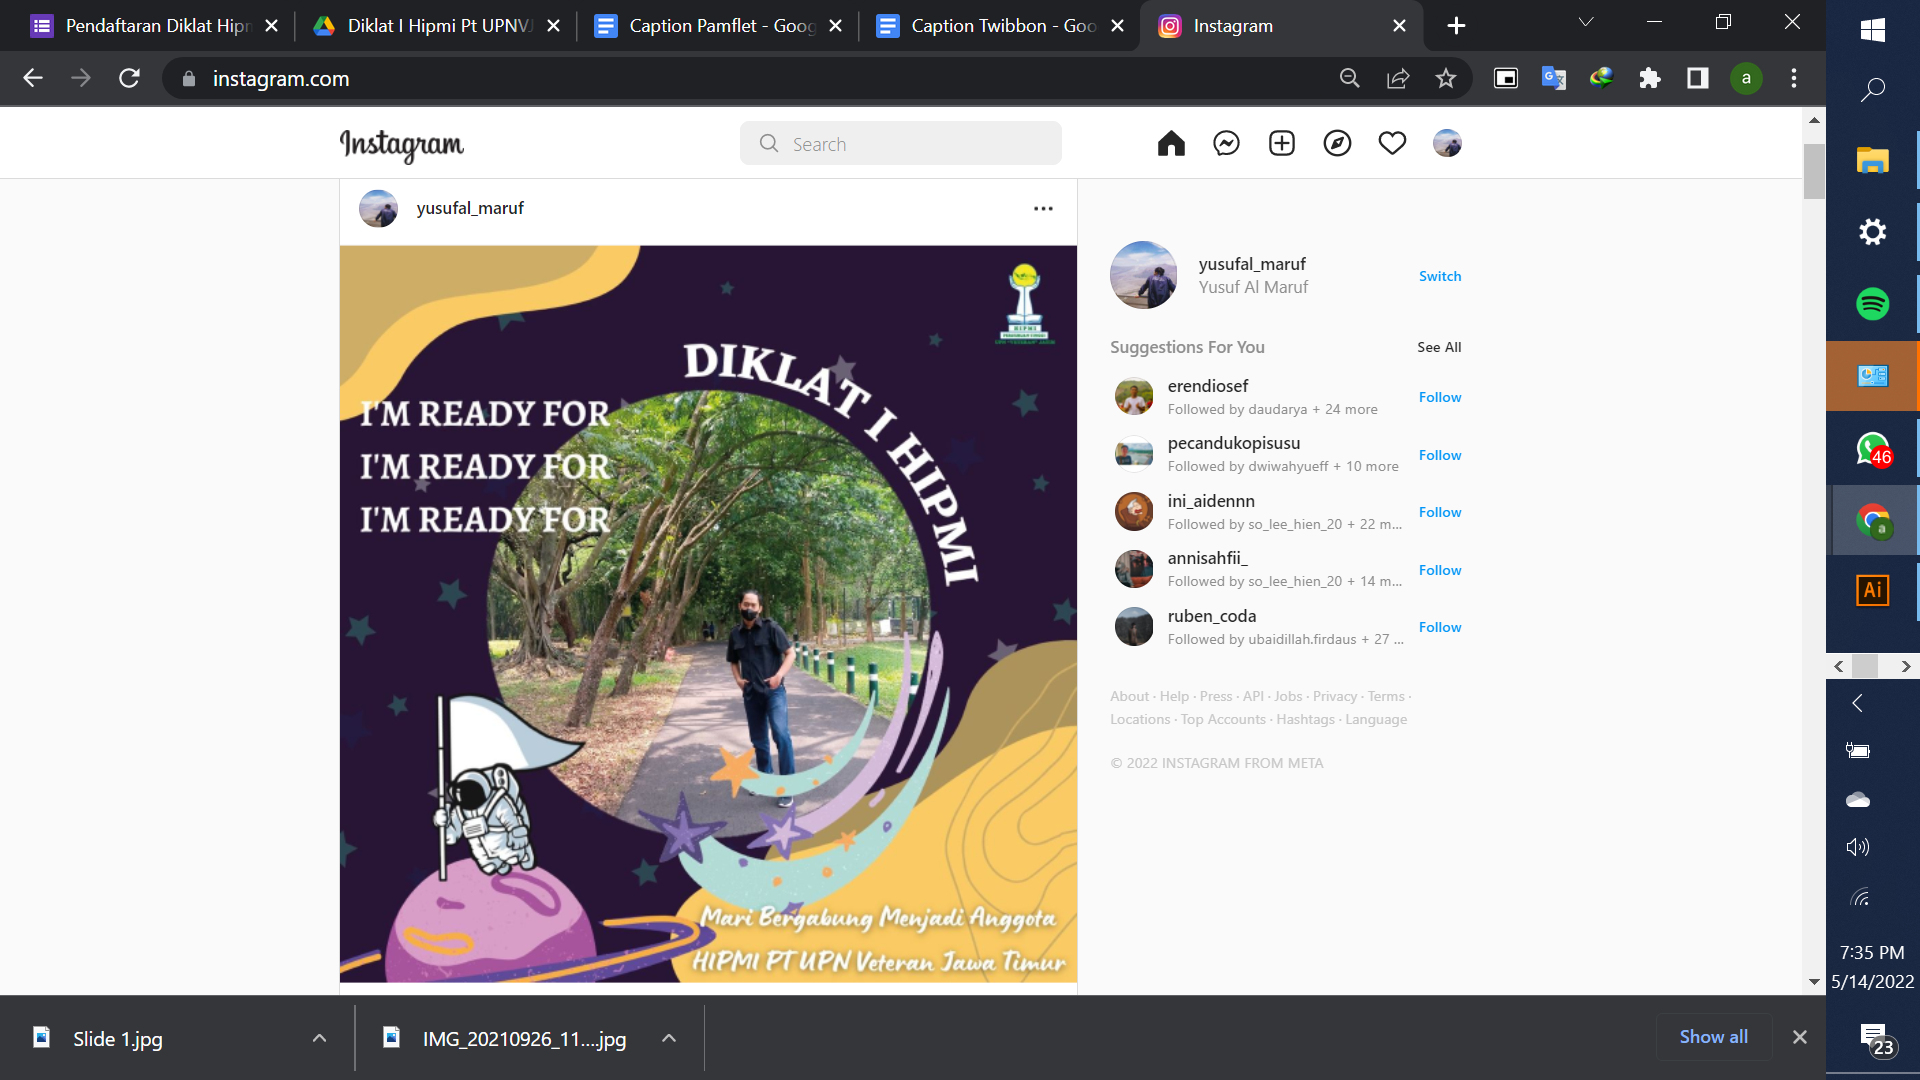 Pendaftaran Diklat Hipm
Diklat I Hipmi Pt UPNVJ
Caption Pamflet - Goog
Caption Twibbon - Goo
Instagram
instagram.com
a
Instagram
Search
yusufal_maruf
HIPMI
DIKLAT I HIPMI
I'M READY FOR
I'M READY FOR
I'M READY FOR
Mari Bergabung Menjadi Anggota
HIPMI PT UPN Veteran Jawa Timur
yusufal_maruf
Yusuf Al Maruf
Switch
Suggestions For You
See All
erendiosef
Followed by daudarya + 24 more
Follow
pecandukopisusu
Followed by dwiwahyueff + 10 more
Follow
ini_aidennn
Followed by so_lee_hien_20 + 22 m...
Follow
annisahfii_
Followed by so_lee_hien_20 + 14 m...
Follow
ruben_coda
Followed by ubaidillah.firdaus + 27 ...
Follow
About · Help · Press · API · Jobs · Privacy · Terms ·
Locations · Top Accounts · Hashtags · Language
© 2022 INSTAGRAM FROM META
46
a
Ai
7:35 PM
5/14/2022
23
Slide 1.jpg
IMG_20210926_11....jpg
Show all